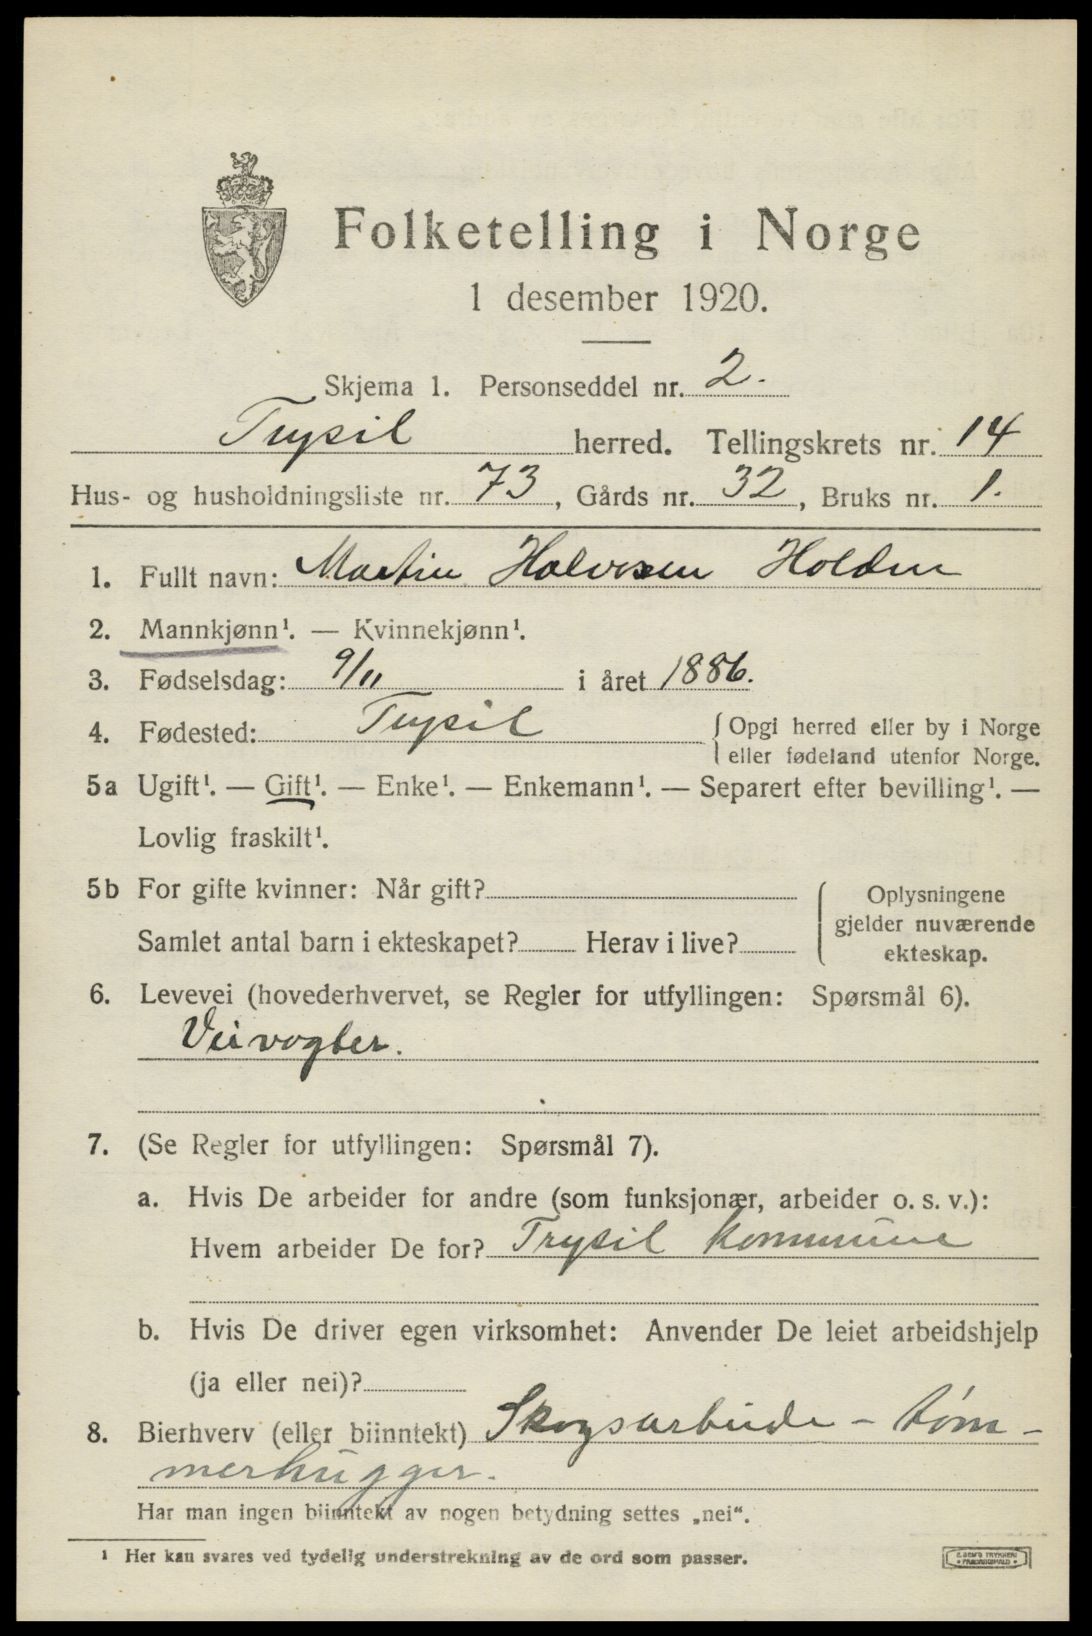 Folketelling i Norge
1 desember 1920.
Skjema 1. Personseddel nr. 2.
Trysil herred. Tellingskrets nr. 14
Hus- og husholdningsliste nr. 73, Gårds nr. 32, Bruks nr. 1.
1. Fullt navn: Martin Halvosen Holden
2. Mannkjønn¹. — Kvinnekjønn¹.
3. Fødselsdag: 9/11 i året 1886.
4. Fødested: Trysil { Opgi herred eller by i Norge
eller fødeland utenfor Norge.
5a Ugift¹. — Gift¹. — Enke¹. — Enkemann¹. — Separert efter bevilling¹. —
Lovlig fraskilt¹.
5b For gifte kvinner: Når gift?
Samlet antal barn i ekteskapet? Herav i live?
{ Oplysningene
gjelder nuværende
ekteskap.
6. Levevei (hovederhvervet, se Regler for utfyllingen: Spørsmål 6).
Veivogter.
7. (Se Regler for utfyllingen: Spørsmål 7).
a. Hvis De arbeider for andre (som funksjonær, arbeider o. s. v.):
Hvem arbeider De for? Trysil kommune
b. Hvis De driver egen virksomhet: Anvender De leiet arbeidshjelp
(ja eller nei)?
8. Bierhverv (eller biinntekt) Skogsarbeide - tøm-
merhugger.
Har man ingen biinntekt av nogen betydning settes „nei“.
¹ Her kan svares ved tydelig understrekning av de ord som passer.